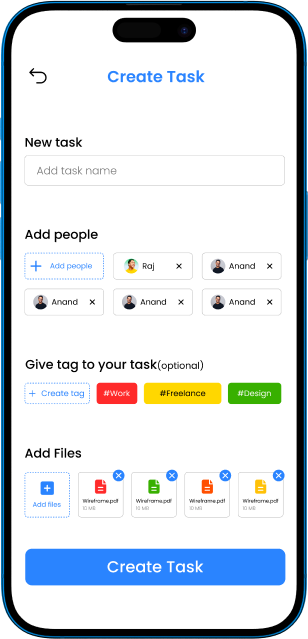 Create Task
New task
Add task name
Add people
+ Add people
Raj ×
Anand ×
Anand ×
Anand ×
Anand ×
Give tag to your task(optional)
+ Create tag
#Work
#Freelance
#Design
Add Files
Wireframe.pdf
Wireframe.pdf
Wireframe.pdf
Wireframe.pdf
Add files
10 MB
10 MB
10 MB
10 MB
Create Task